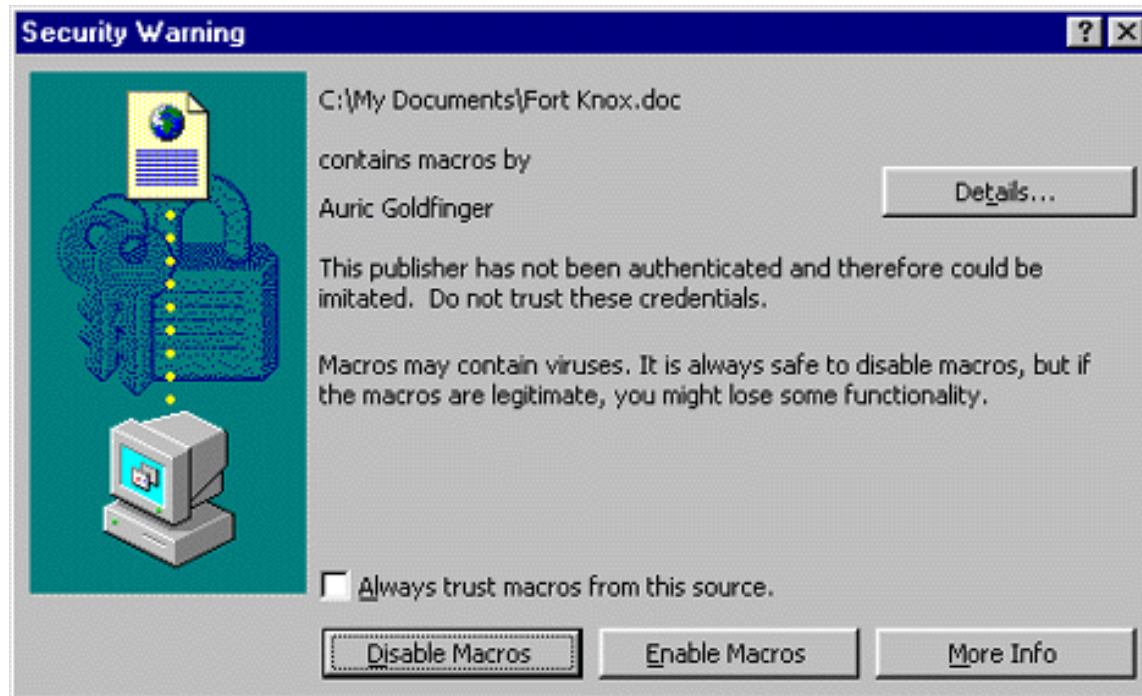 Security Warning
C:\My Documents\Fort Knox.doc
contains macros by
Details...
Auric Goldfinger
This publisher has not been authenticated and therefore could be
imitated.  Do not trust these credentials.
Macros may contain viruses. It is always safe to disable macros, but if
the macros are legitimate, you might lose some functionality.
Always trust macros from this source.
Disable Macros
Enable Macros
More Info